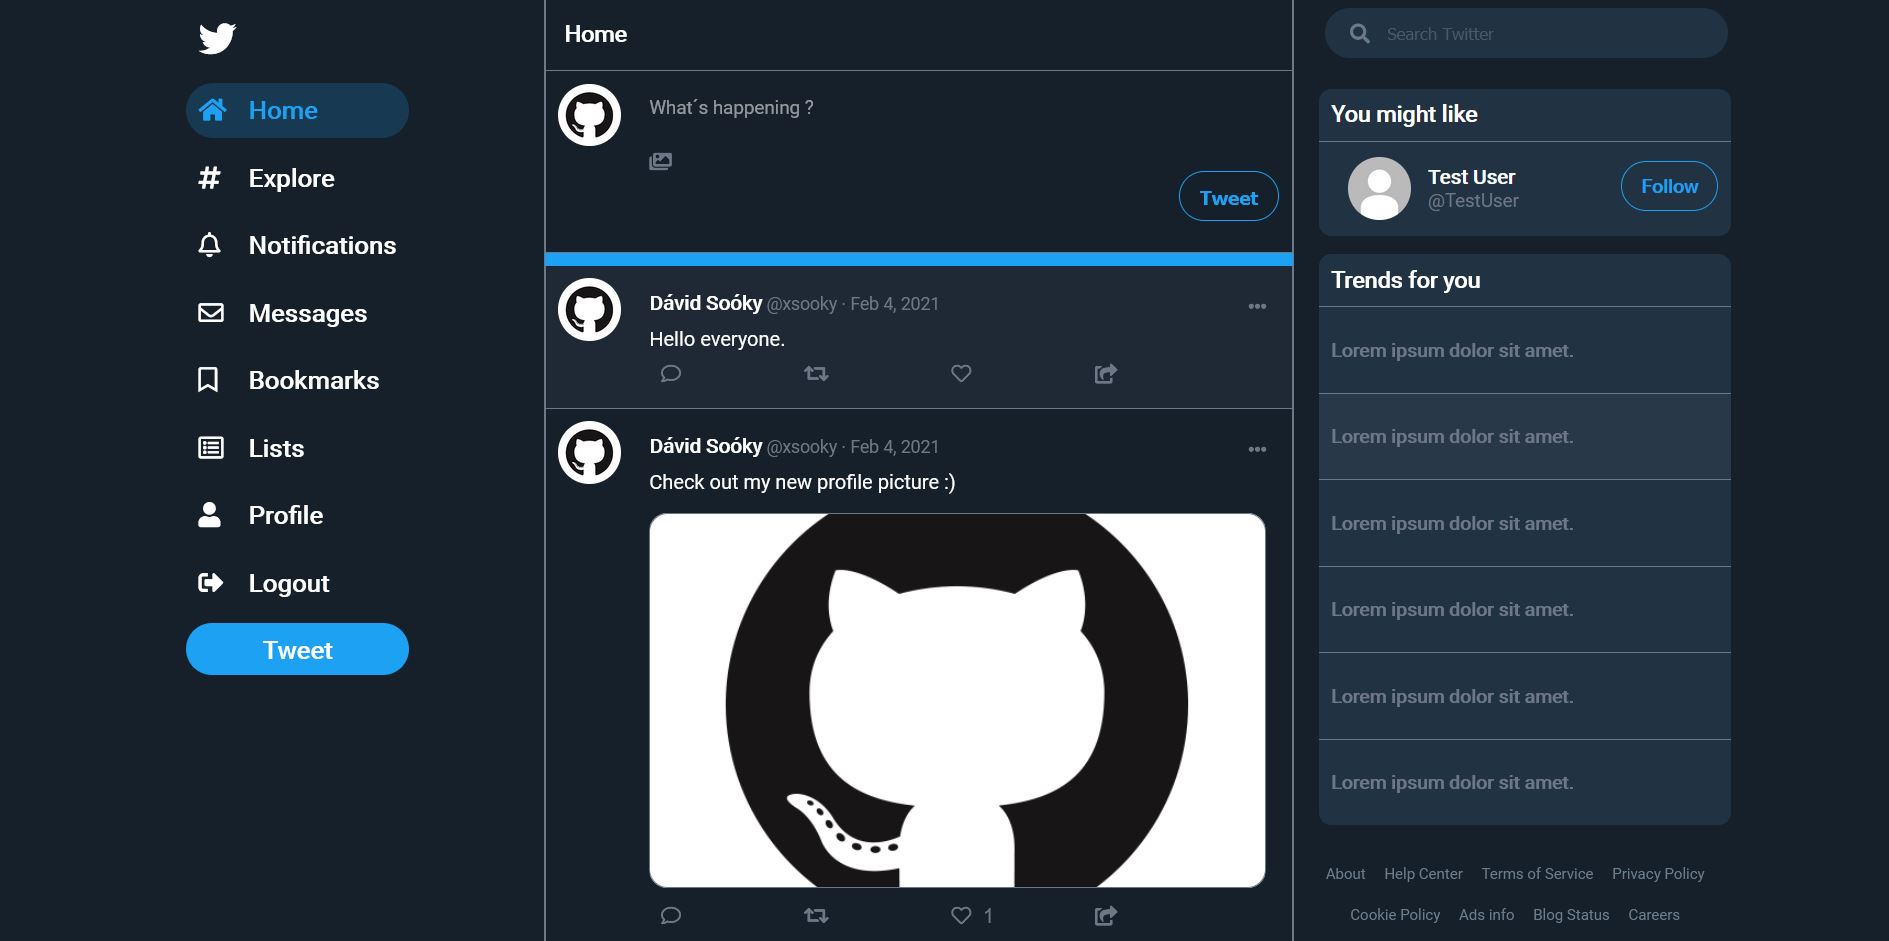 Home
Explore
Notifications
Messages
Bookmarks
Lists
Profile
Logout
Tweet
Home
What´s happening ?
Tweet
Dávid Soóky @xsooky · Feb 4, 2021
Hello everyone.
Dávid Soóky @xsooky · Feb 4, 2021
Check out my new profile picture :)
1
Search Twitter
You might like
Test User
@TestUser
Follow
Trends for you
Lorem ipsum dolor sit amet.
Lorem ipsum dolor sit amet.
Lorem ipsum dolor sit amet.
Lorem ipsum dolor sit amet.
Lorem ipsum dolor sit amet.
Lorem ipsum dolor sit amet.
About Help Center Terms of Service Privacy Policy
Cookie Policy Ads info Blog Status Careers